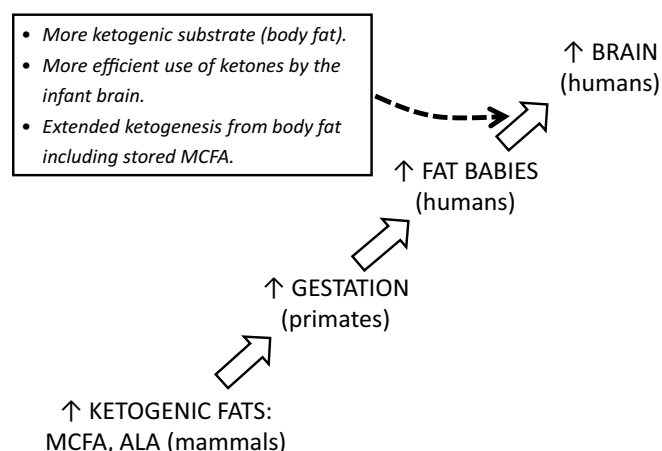 • More ketogenic substrate (body fat).
• More efficient use of ketones by the
infant brain.
• Extended ketogenesis from body fat
including stored MCFA.
↑ BRAIN
(humans)
↑ FAT BABIES
(humans)
↑ GESTATION
(primates)
↑ KETOGENIC FATS:
MCFA, ALA (mammals)